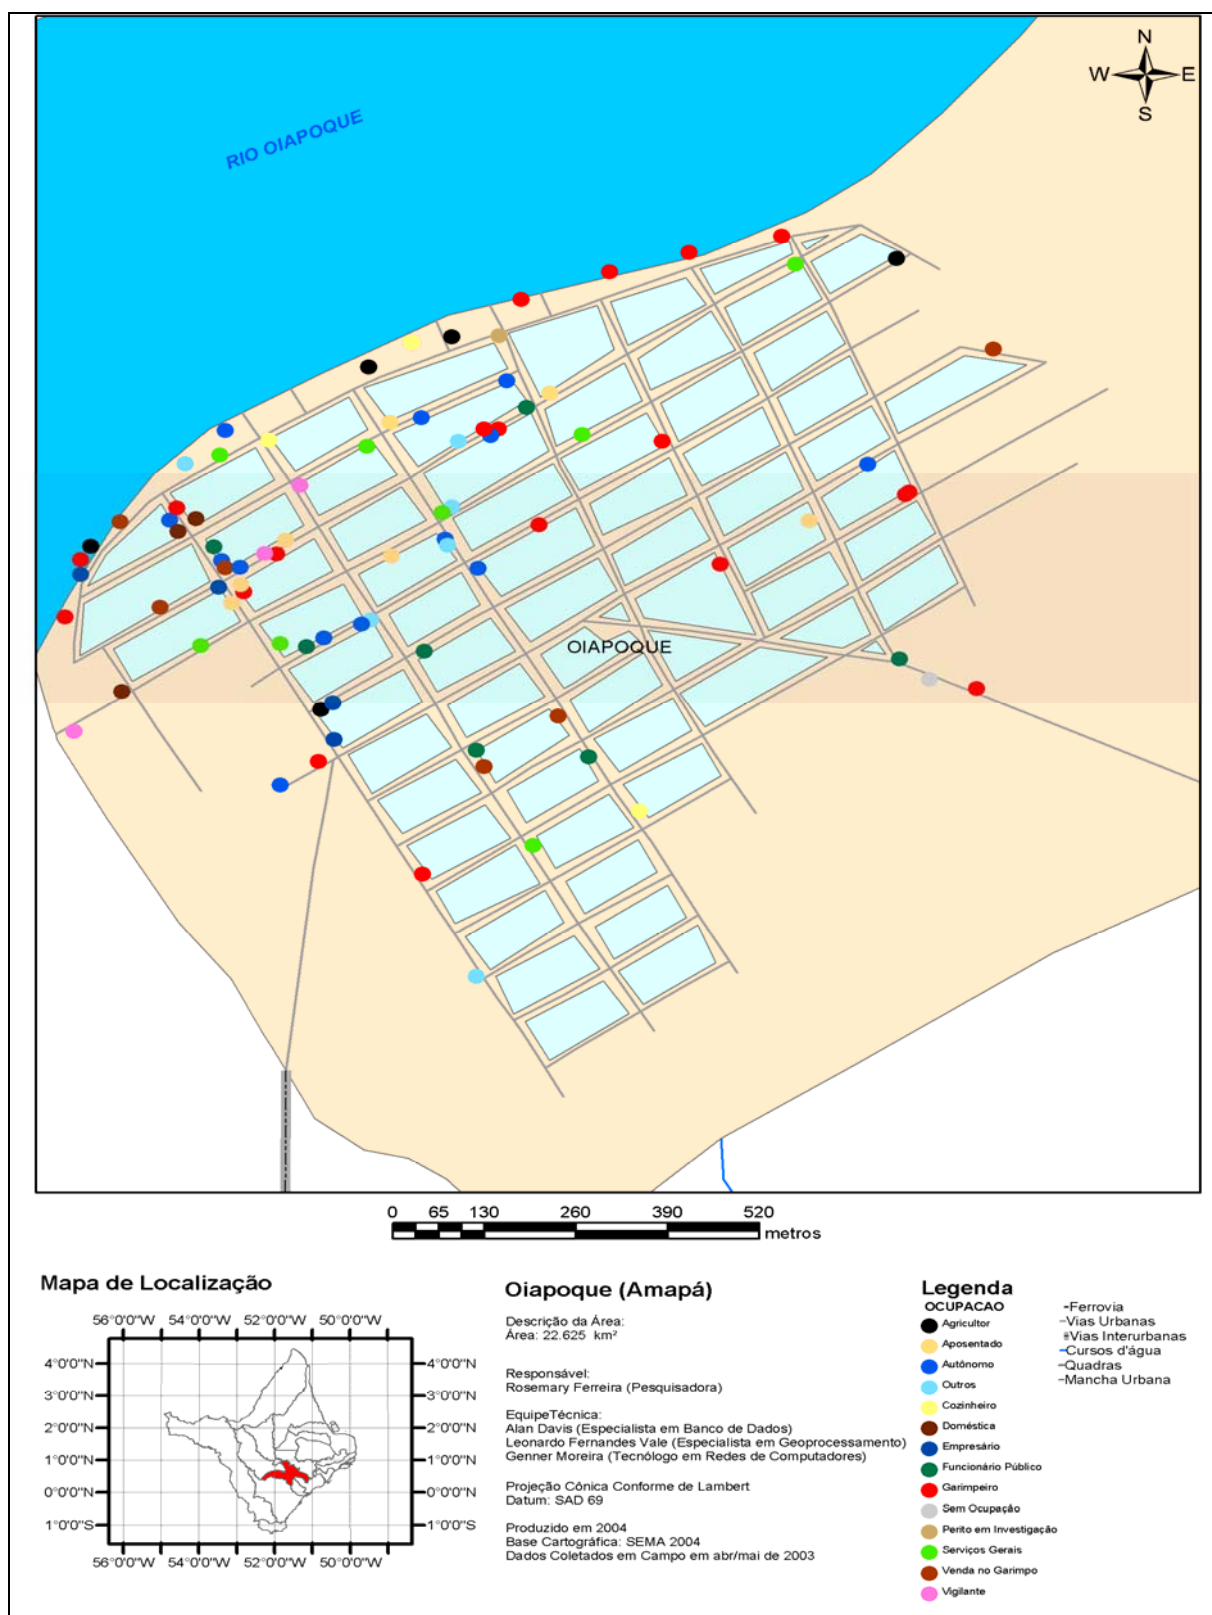 N
W E
S
RIO OIAPOQUE
OIAPOQUE
0 65 130 260 390 520
metros
Mapa de Localização
56°0'0"W 54°0'0"W 52°0'0"W 50°0'0"W
4°0'0"N 4°0'0"N
3°0'0"N 3°0'0"N
2°0'0"N 2°0'0"N
1°0'0"N 1°0'0"N
0°0'0"N 0°0'0"N
1°0'0"S 1°0'0"S
56°0'0"W 54°0'0"W 52°0'0"W 50°0'0"W
Oiapoque (Amapá)
Descrição da Área:
Área: 22.625 km²
Responsável:
Rosemary Ferreira (Pesquisadora)
EquipeTécnica:
Alan Davis (Especialista em Banco de Dados)
Leonardo Fernandes Vale (Especialista em Geoprocessamento)
Genner Moreira (Tecnólogo em Redes de Computadores)
Projeção Cônica Conforme de Lambert
Datum: SAD 69
Produzido em 2004
Base Cartográfica: SEMA 2004
Dados Coletados em Campo em abr/mai de 2003
Legenda
OCUPACAO
Agricultor
Aposentado
Autônomo
Outros
Cozinheiro
Doméstica
Empresário
Funcionário Público
Garimpeiro
Sem Ocupação
Perito em Investigação
Serviços Gerais
Venda no Garimpo
Vigilante
Ferrovia
Vias Urbanas
Vias Interurbanas
Cursos d'água
Quadras
Mancha Urbana